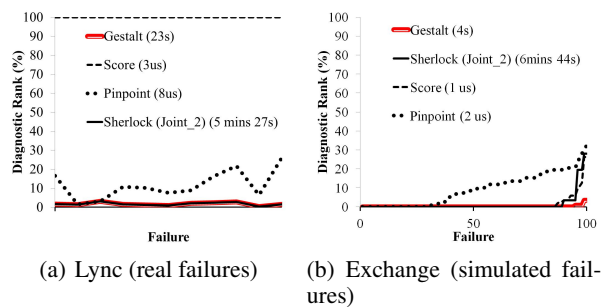 Diagnostic Rank (%)
100
90
80
70
60
50
40
30
20
10
0
Gestalt (23s)
Score (3us)
Pinpoint (8us)
Sherlock (Joint_2) (5 mins 27s)
Failure
(a) Lync (real failures)
Diagnostic Rank (%)
100
90
80
70
60
50
40
30
20
10
0
Gestalt (4s)
Sherlock (Joint_2) (6mins 44s)
Score (1 us)
Pinpoint (2 us)
0 50 100
Failure
(b) Exchange (simulated fail-
ures)